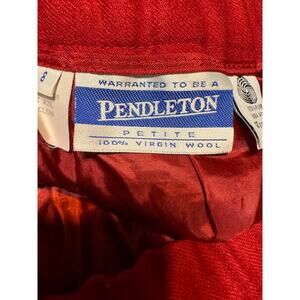 8
WARRANTED TO BE A
PENDLETON
PETITE
100% VIRGIN WOOL